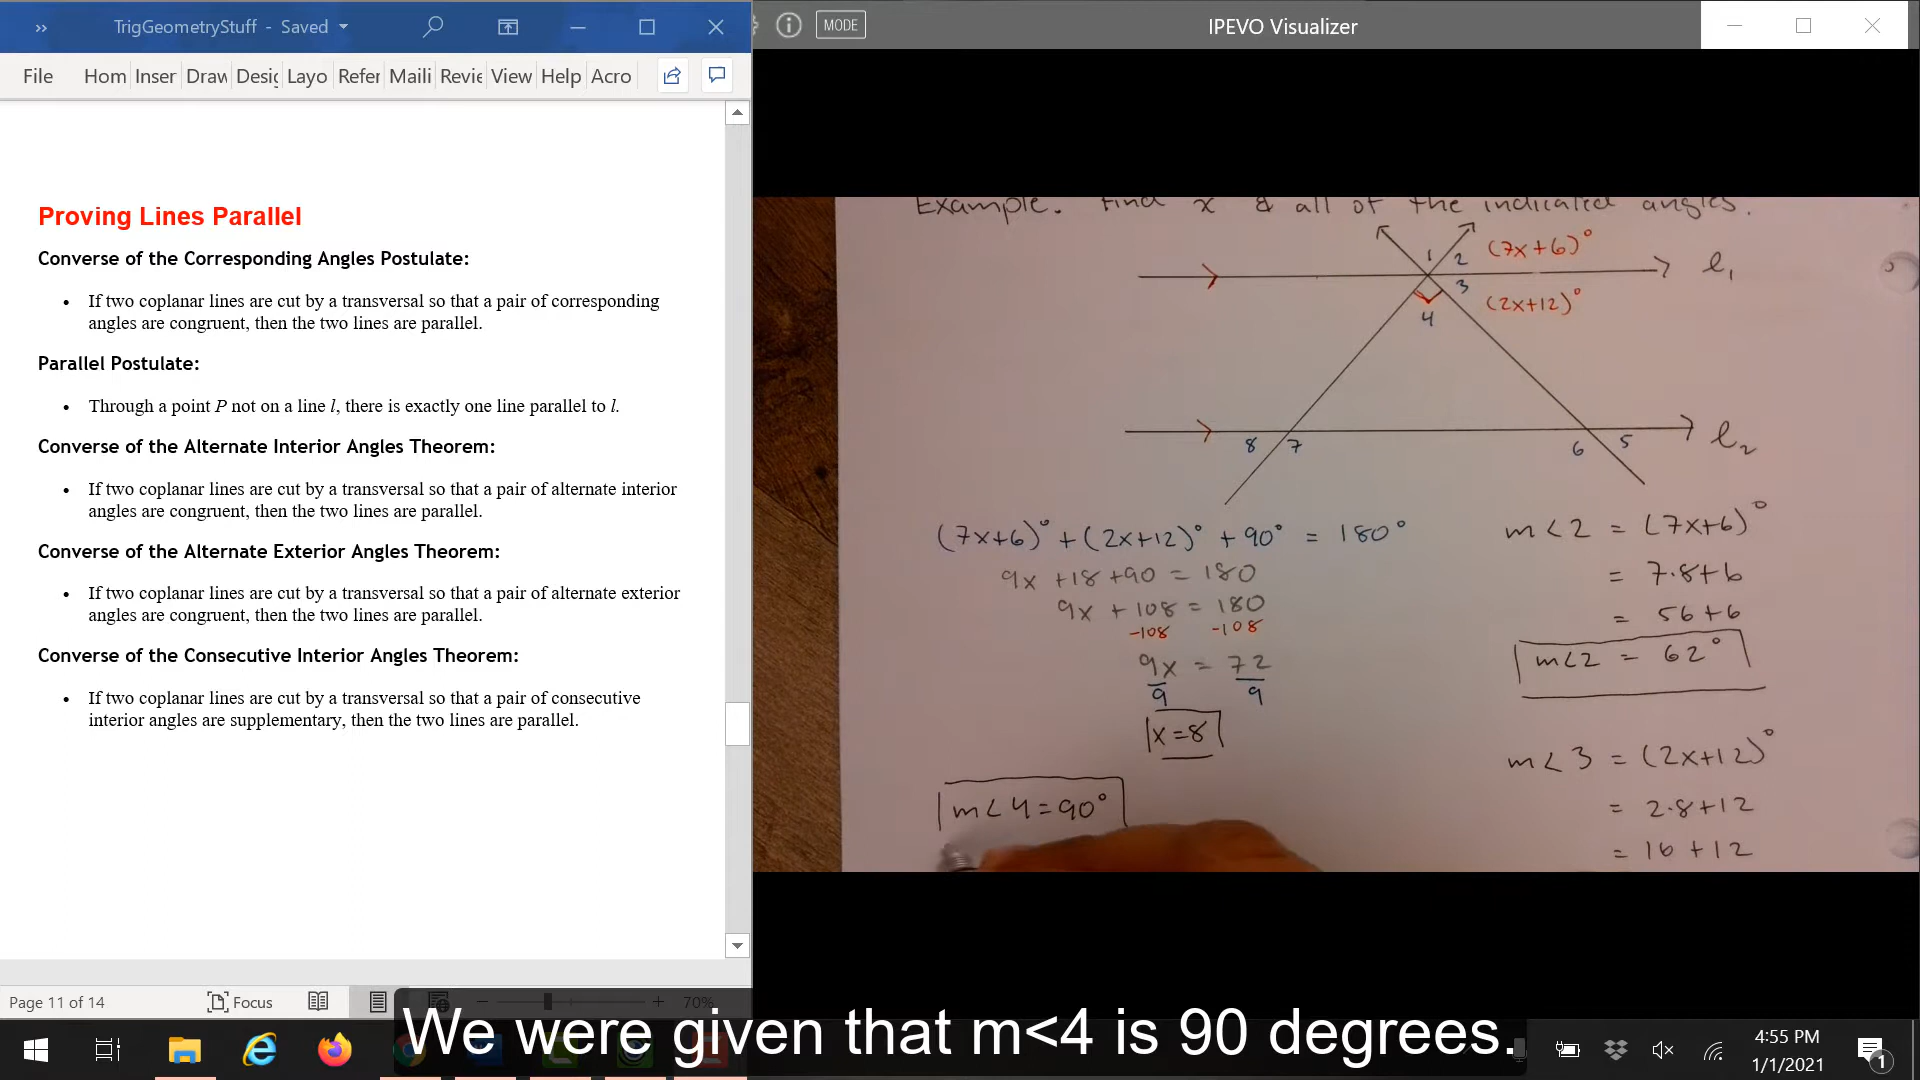 TrigGeometryStuff - Saved
MODE
IPEVO Visualizer
File Hom Inser Draw Desig Layo Refer Maili Revie View Help Acro
Proving Lines Parallel
Converse of the Corresponding Angles Postulate:
• If two coplanar lines are cut by a transversal so that a pair of corresponding
angles are congruent, then the two lines are parallel.
Parallel Postulate:
• Through a point P not on a line l, there is exactly one line parallel to l.
Converse of the Alternate Interior Angles Theorem:
• If two coplanar lines are cut by a transversal so that a pair of alternate interior
angles are congruent, then the two lines are parallel.
Converse of the Alternate Exterior Angles Theorem:
• If two coplanar lines are cut by a transversal so that a pair of alternate exterior
angles are congruent, then the two lines are parallel.
Converse of the Consecutive Interior Angles Theorem:
• If two coplanar lines are cut by a transversal so that a pair of consecutive
interior angles are supplementary, then the two lines are parallel.
Page 11 of 14
Focus
70%
Example. Find x & all of the indicated angles.
1 2 (7x+6)°
l₁
3 (2x+12)°
4
8 7 6 5
l₂
(7x+6)° + (2x+12)° + 90° = 180°
9x + 18 + 90 = 180
9x + 108 = 180
-108 -108
9x = 72
9 9
x = 8
m<4 = 90°
m<2 = (7x+6)°
= 7·8+6
= 56+6
m<2 = 62°
m<3 = (2x+12)°
= 2·8+12
= 16+12
We were given that m<4 is 90 degrees.
4:55 PM
1/1/2021
1